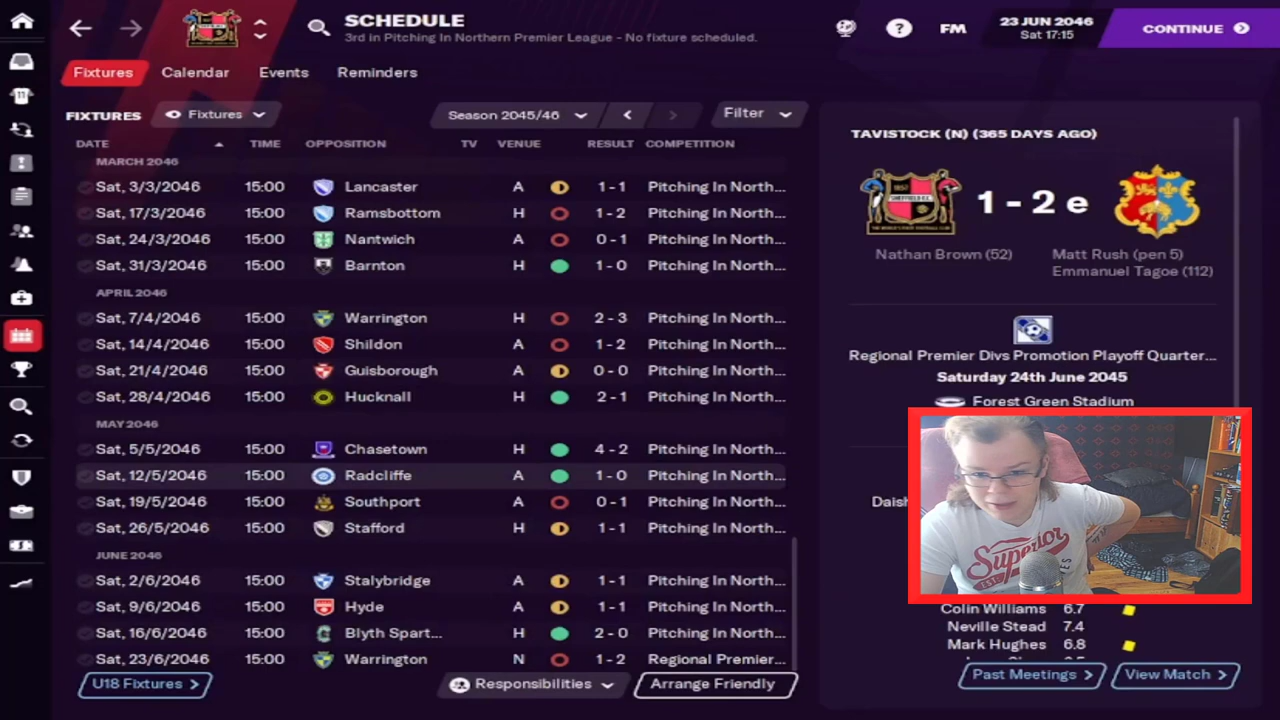 SCHEDULE
3rd in Pitching In Northern Premier League - No fixture scheduled.
23 JUN 2046
Sat 17:15
FM
CONTINUE
Fixtures
Calendar
Events
Reminders
FIXTURES
Fixtures
Season 2045/46
Filter
DATE TIME OPPOSITION TV VENUE RESULT COMPETITION
MARCH 2046
Sat, 3/3/2046 15:00 Lancaster A 1 - 1 Pitching In North...
Sat, 17/3/2046 15:00 Ramsbottom H 1 - 2 Pitching In North...
Sat, 24/3/2046 15:00 Nantwich A 0 - 1 Pitching In North...
Sat, 31/3/2046 15:00 Barnton H 1 - 0 Pitching In North...
APRIL 2046
Sat, 7/4/2046 15:00 Warrington H 2 - 3 Pitching In North...
Sat, 14/4/2046 15:00 Shildon A 1 - 2 Pitching In North...
Sat, 21/4/2046 15:00 Guisborough A 0 - 0 Pitching In North...
Sat, 28/4/2046 15:00 Hucknall H 2 - 1 Pitching In North...
MAY 2046
Sat, 5/5/2046 15:00 Chasetown H 4 - 2 Pitching In North...
Sat, 12/5/2046 15:00 Radcliffe A 1 - 0 Pitching In North...
Sat, 19/5/2046 15:00 Southport A 0 - 1 Pitching In North...
Sat, 26/5/2046 15:00 Stafford H 1 - 1 Pitching In North...
JUNE 2046
Sat, 2/6/2046 15:00 Stalybridge A 1 - 1 Pitching In North...
Sat, 9/6/2046 15:00 Hyde A 1 - 1 Pitching In North...
Sat, 16/6/2046 15:00 Blyth Spart... H 2 - 0 Pitching In North...
Sat, 23/6/2046 15:00 Warrington N 1 - 2 Regional Premier...
U18 Fixtures
Responsibilities
Arrange Friendly
TAVISTOCK (N) (365 DAYS AGO)
1 - 2 e
Nathan Brown (52)
Matt Rush (pen 5)
Emmanuel Tagoe (112)
Regional Premier Divs Promotion Playoff Quarter...
Saturday 24th June 2045
Forest Green Stadium
Daish
Superior
Colin Williams 6.7
Neville Stead 7.4
Mark Hughes 6.8
Past Meetings
View Match